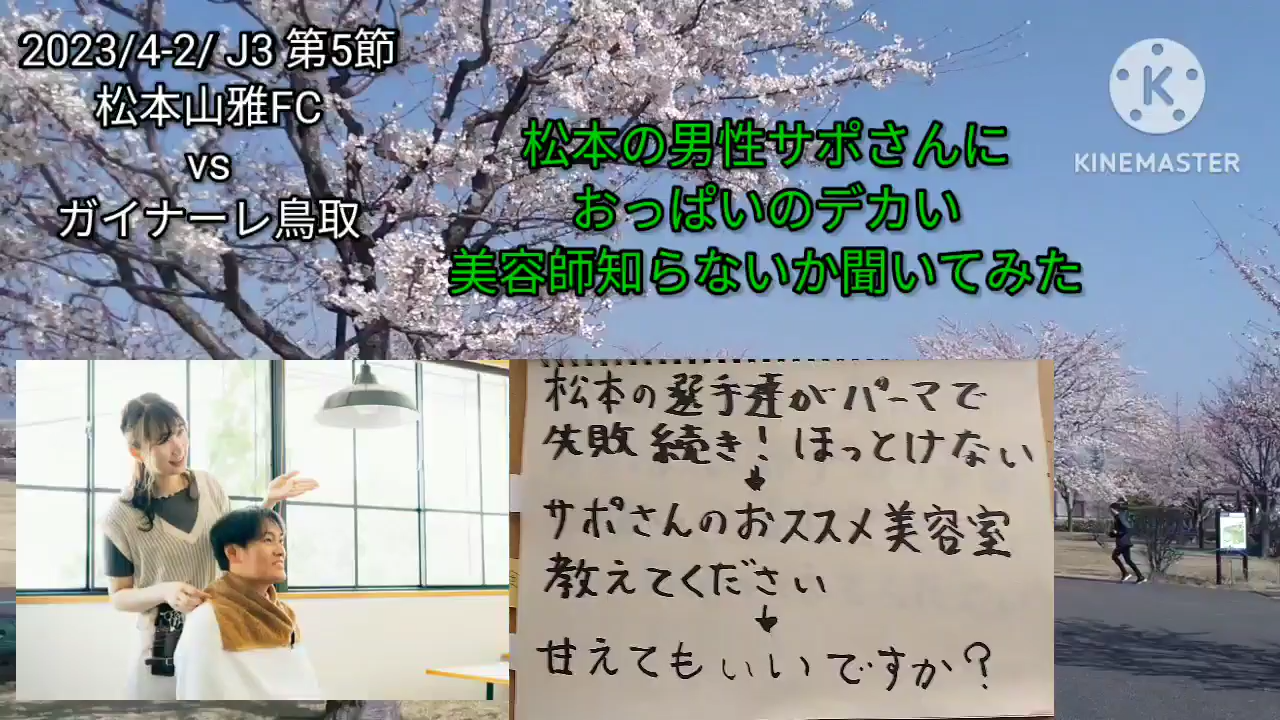 2023/4-2/ J3 第5節
松本山雅FC
vs
ガイナーレ鳥取
松本の男性サポさんに
おっぱいのデカい
美容師知らないか聞いてみた
KINEMASTER
松本の選手達がパーマで
失敗続き！ほっとけない
↓
サポさんのおススメ美容室
教えてください
↓
甘えてもいいですか？